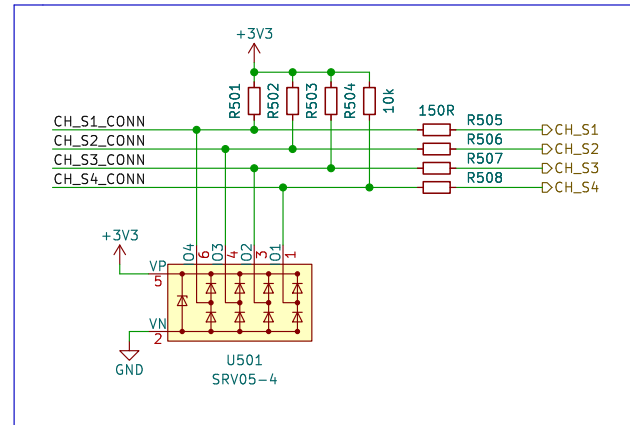 +3V3
R501
R502
R503
R504
10k
150R
CH_S1_CONN
R505
CH_S1
CH_S2_CONN
R506
CH_S2
CH_S3_CONN
R507
CH_S3
CH_S4_CONN
R508
CH_S4
+3V3
IO4
6
IO3
4
IO2
3
IO1
1
VP
5
VN
2
GND
U501
SRV05-4